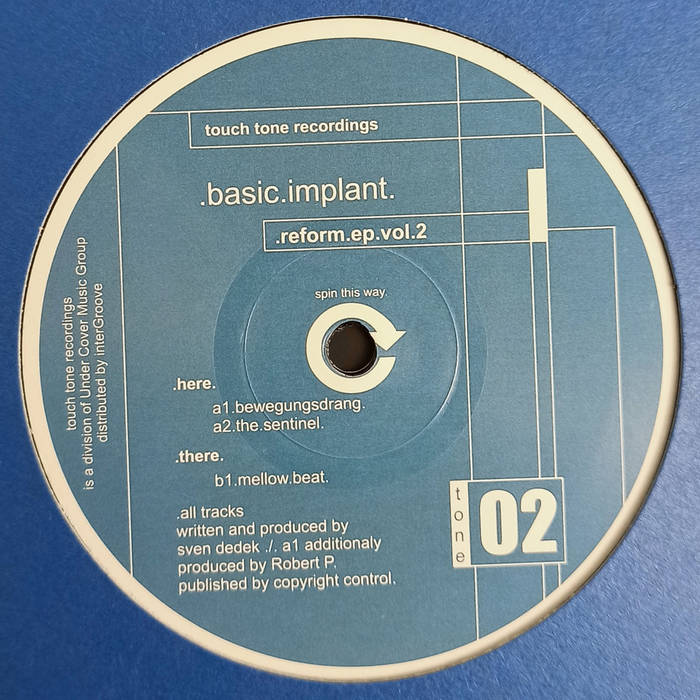 touch tone recordings
.basic.implant.
.reform.ep.vol.2
spin this way.
.here.
a1.bewegungsdrang.
a2.the.sentinel.
.there.
b1.mellow.beat.
.all tracks
written and produced by
sven dedek ./. a1 additionaly
produced by Robert P.
published by copyright control.
tone
02
touch tone recordings
is a division of Under Cover Music Group
distributed by interGroove